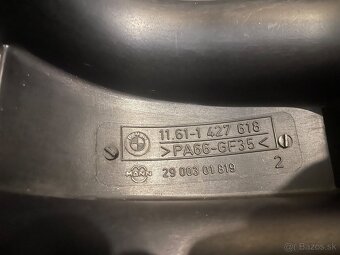 11.61-1 427 618
>PA66-GF35<
29 003 01 819
2
© Bazos.sk